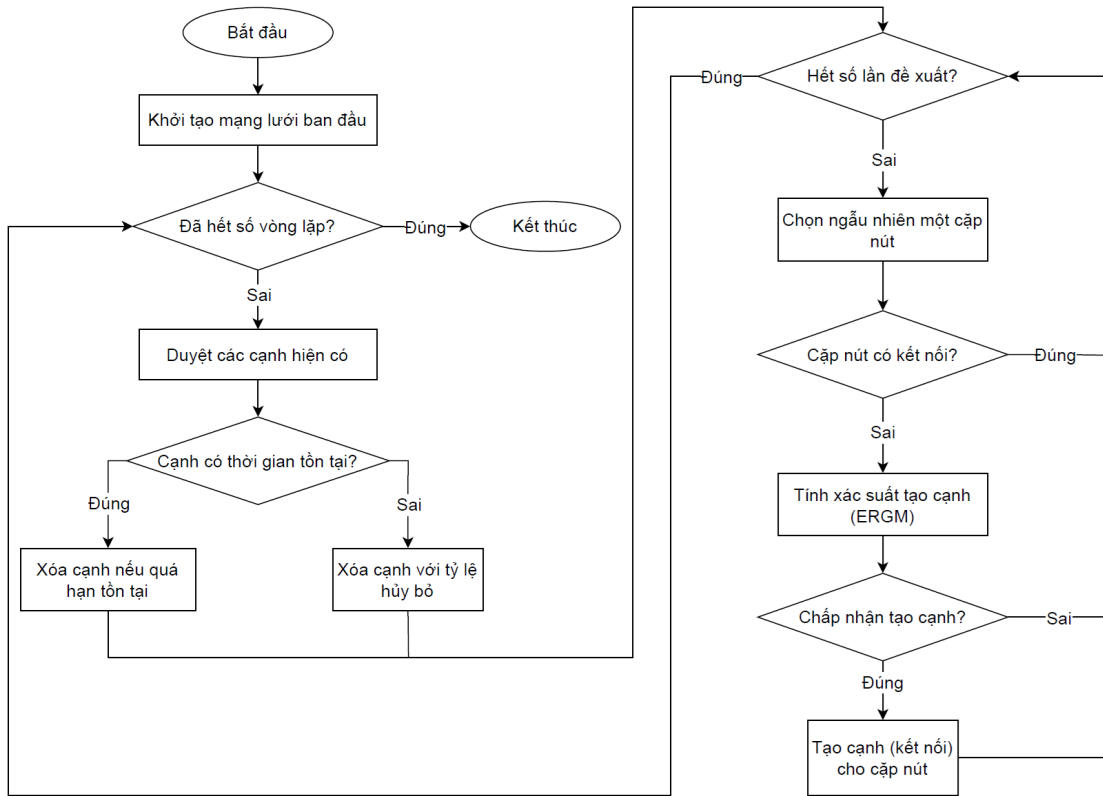 Bắt đầu
Khởi tạo mạng lưới ban đầu
Đã hết số vòng lặp?
Đúng
Kết thúc
Sai
Duyệt các cạnh hiện có
Cạnh có thời gian tồn tại?
Đúng
Sai
Xóa cạnh nếu quá
hạn tồn tại
Xóa cạnh với tỷ lệ
hủy bỏ
Hết số lần đề xuất?
Đúng
Sai
Chọn ngẫu nhiên một cặp
nút
Cặp nút có kết nối?
Đúng
Sai
Tính xác suất tạo cạnh
(ERGM)
Chấp nhận tạo cạnh?
Sai
Đúng
Tạo cạnh (kết nối)
cho cặp nút